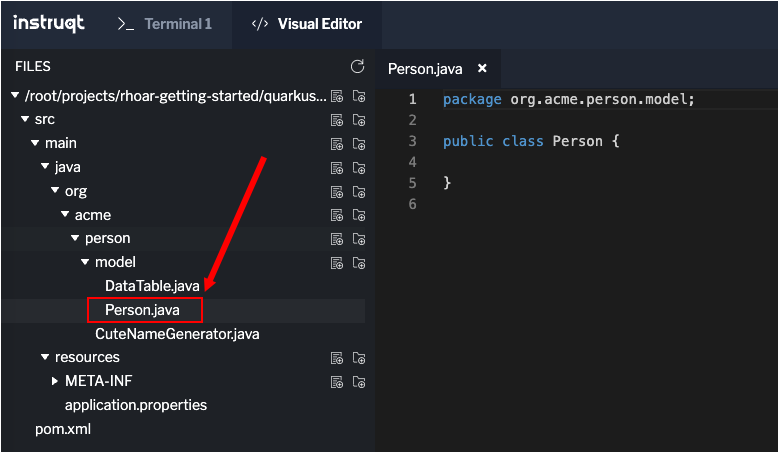 instruqt
>_ Terminal 1
</> Visual Editor
FILES
/root/projects/rhoar-getting-started/quarkus...
src
main
java
org
acme
person
model
DataTable.java
Person.java
CuteNameGenerator.java
resources
META-INF
application.properties
pom.xml
Person.java ×
1 package org.acme.person.model;
2
3 public class Person {
4
5 }
6